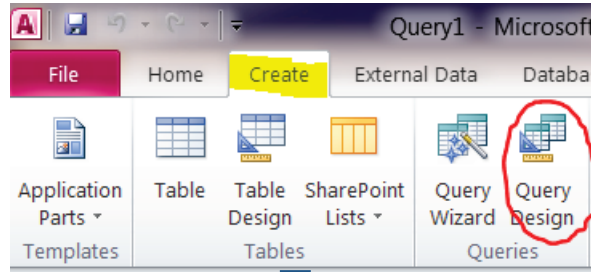 A Query1 - Microsoft
File Home Create External Data Databa
Application Parts Table Table Design SharePoint Lists Query Wizard Query Design
Templates Tables Queries